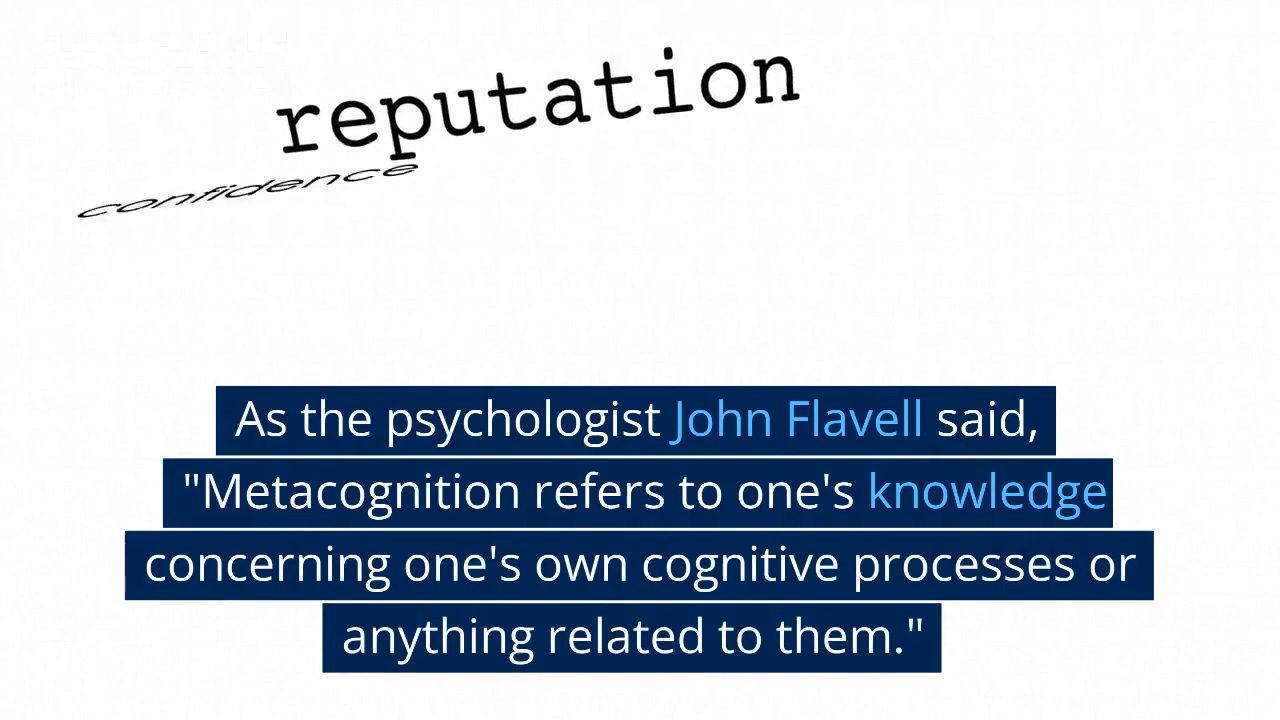 reputation
confidence
As the psychologist John Flavell said,
"Metacognition refers to one's knowledge
concerning one's own cognitive processes or
anything related to them."